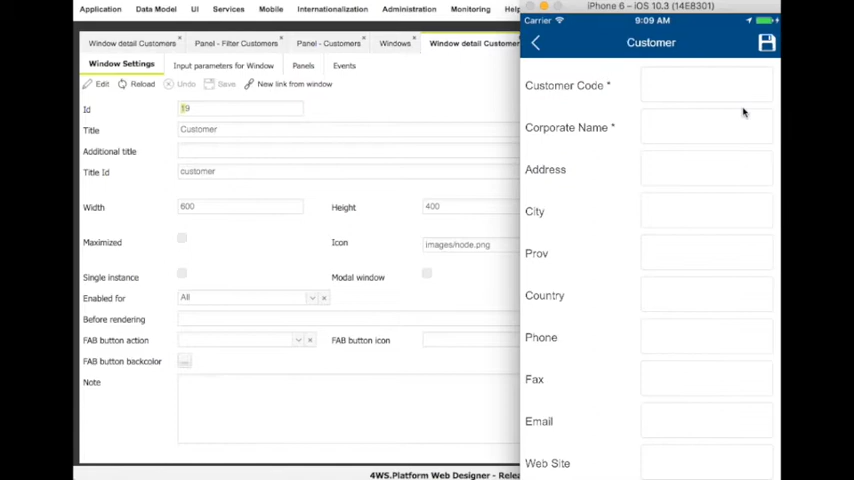 Application Data Model UI Services Mobile Internationalization Administration Monitoring H
Window detail Customers × Panel - Filter Customers × Panel - Customers × Windows × Window detail Customer
Window Settings Input parameters for Window Panels Events
Edit Reload Undo Save New link from window
Id 19
Title Customer
Additional title
Title Id customer
Width 600 Height 400
Maximized Icon images/node.png
Single instance Modal window
Enabled for All
Before rendering
FAB button action FAB button icon
FAB button backcolor ...
Note
4WS.Platform Web Designer - Relea
iPhone 6 – iOS 10.3 (14E8301)
Carrier 9:09 AM
Customer
Customer Code *
Corporate Name *
Address
City
Prov
Country
Phone
Fax
Email
Web Site